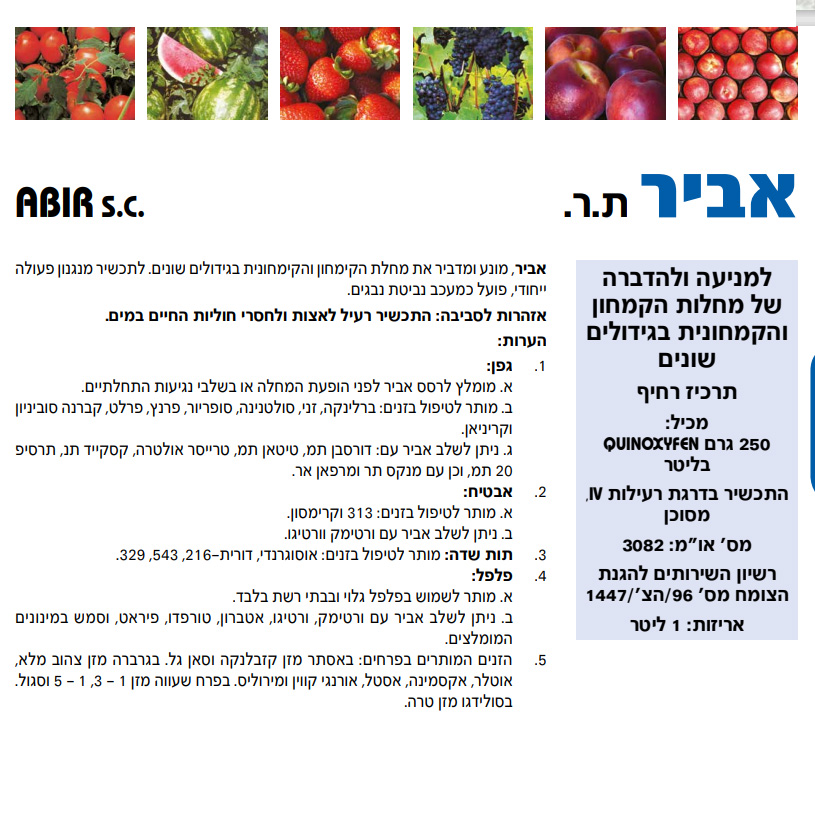 אביר ת.ר.
ABIR s.c.
למניעה ולהדברה
של מחלות הקמחון
והקמחונית בגידולים
שונים
תרכיז רחיף
מכיל:
250 גרם QUINOXYFEN
בליטר
התכשיר בדרגת רעילות IV,
מסוכן
מס׳ או״מ: 3082
רשיון השירותים להגנת
הצומח מס׳ 96/הצ׳/1447
אריזות: 1 ליטר
אביר, מונע ומדביר את מחלת הקימחון והקימחונית בגידולים שונים. לתכשיר מנגנון פעולה
ייחודי, פועל כמעכב נביטת נבגים.
אזהרות לסביבה: התכשיר רעיל לאצות ולחסרי חוליות החיים במים.
הערות:
1. גפן:
א. מומלץ לרסס אביר לפני הופעת המחלה או בשלבי נגיעות התחלתיים.
ב. מותר לטיפול בזנים: ברלינקה, זני, סולטנינה, סופריור, פרנץ, פרלט, קברנה סוביניון
וקריניאן.
ג. ניתן לשלב אביר עם: דורסבן תמ, טיטאן תמ, טרייסר אולטרה, קסקייד תנ, תרסיפ
20 תמ, וכן עם מנקס תר ומרפאן אר.
2. אבטיח:
א. מותר לטיפול בזנים: 313 וקרימסון.
ב. ניתן לשלב אביר עם ורטימק וורטיגו.
3. תות שדה: מותר לטיפול בזנים: אוסוגרנדי, דורית-216, 543, 329.
4. פלפל:
א. מותר לשמוש בפלפל גלוי ובבתי רשת בלבד.
ב. ניתן לשלב אביר עם ורטימק, ורטיגו, אטברון, טורפדו, פיראט, וסמש במינונים
המומלצים.
5. הזנים המותרים בפרחים: באסתר מזן קזבלנקה וסאן גל. בגרברה מזן צהוב מלא,
אוטלר, אקסמינה, אסטל, אורנגי קווין ומירוליס. בפרח שעווה מזן 1 – 3, 1 – 5 וסגול.
בסולידגו מזן טרה.